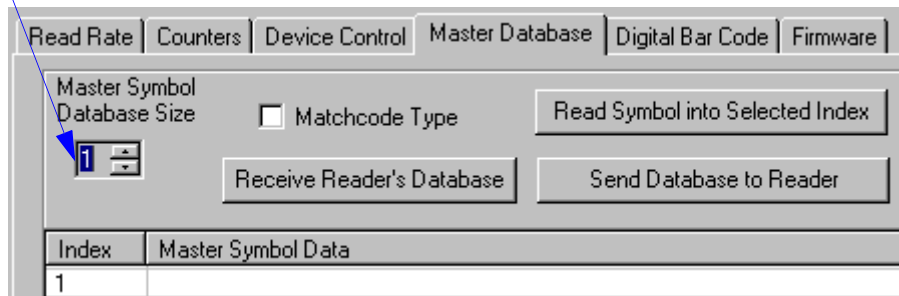 Read Rate Counters Device Control Master Database Digital Bar Code Firmware
Master Symbol
Database Size
Matchcode Type
Read Symbol into Selected Index
1
Receive Reader's Database
Send Database to Reader
Index Master Symbol Data
1